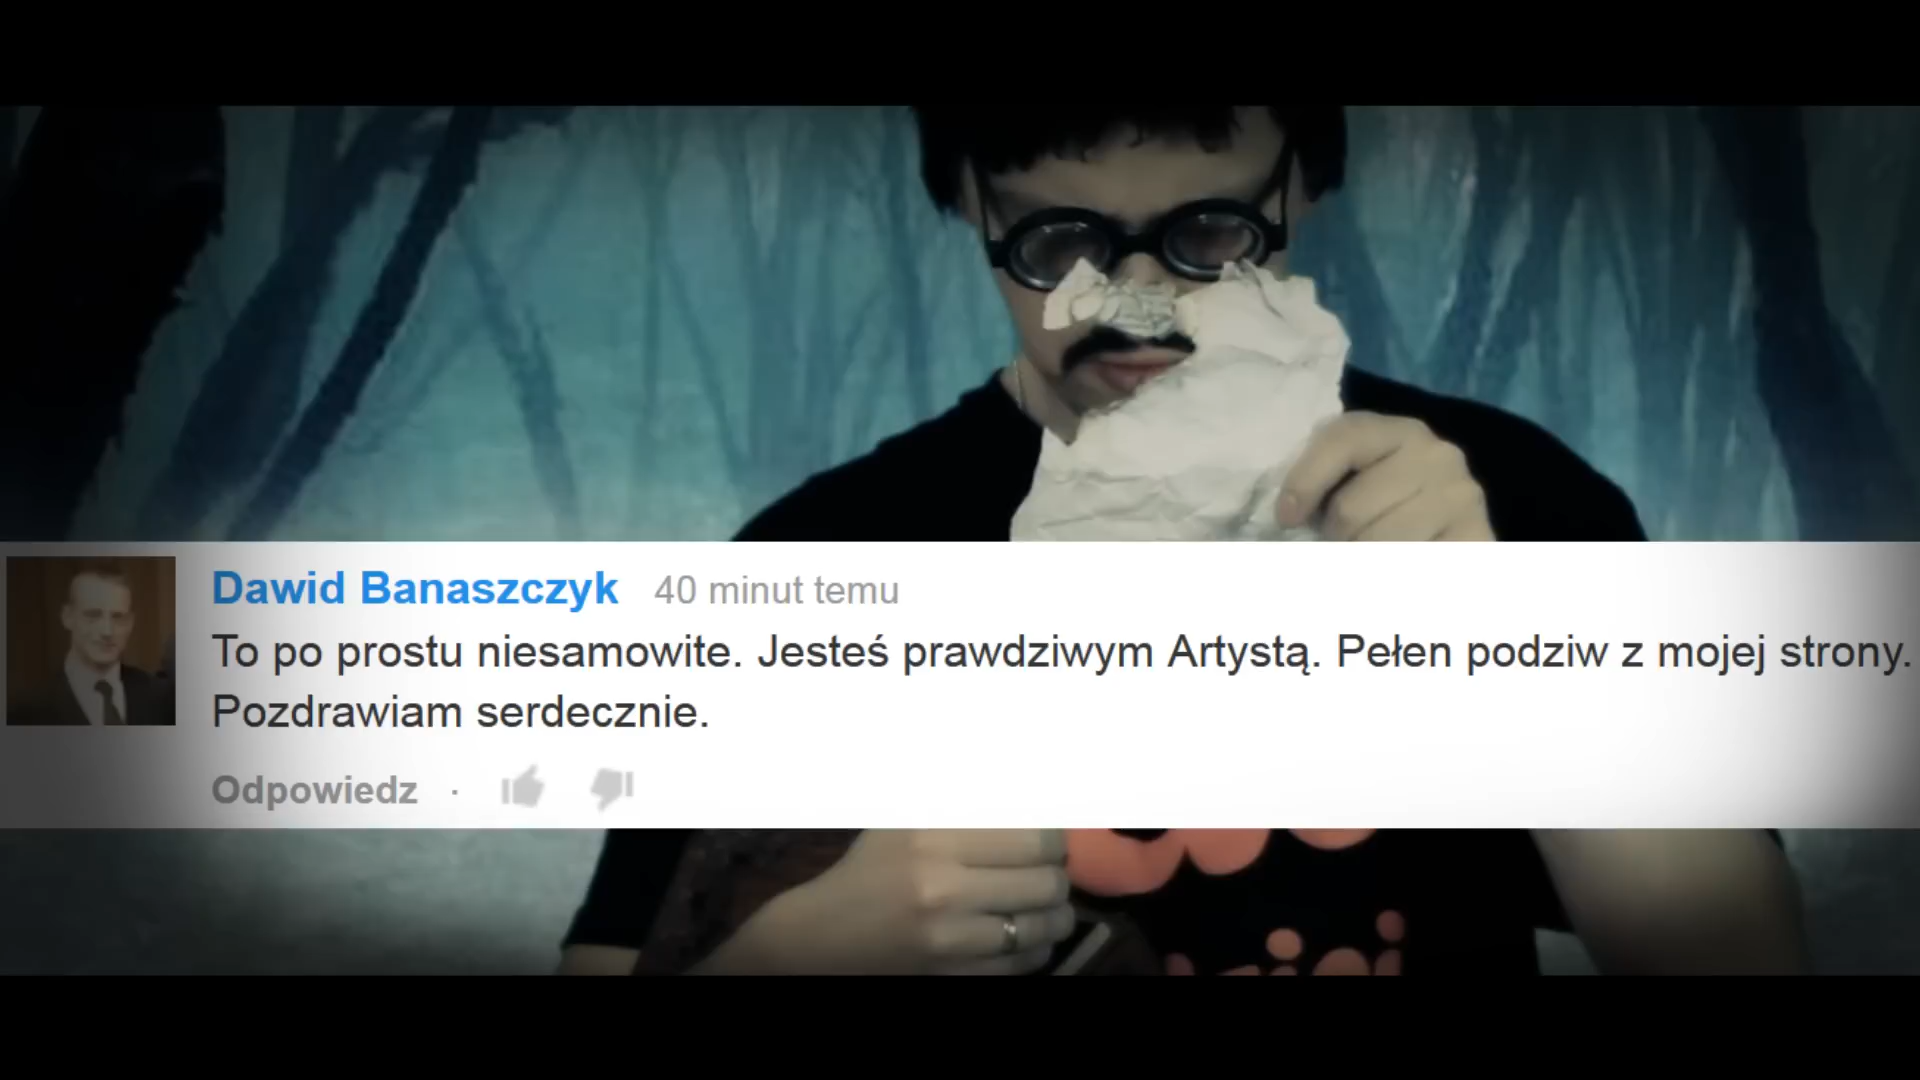 Dawid Banaszczyk 40 minut temu
To po prostu niesamowite. Jesteś prawdziwym Artystą. Pełen podziw z mojej strony.
Pozdrawiam serdecznie.
Odpowiedz ·